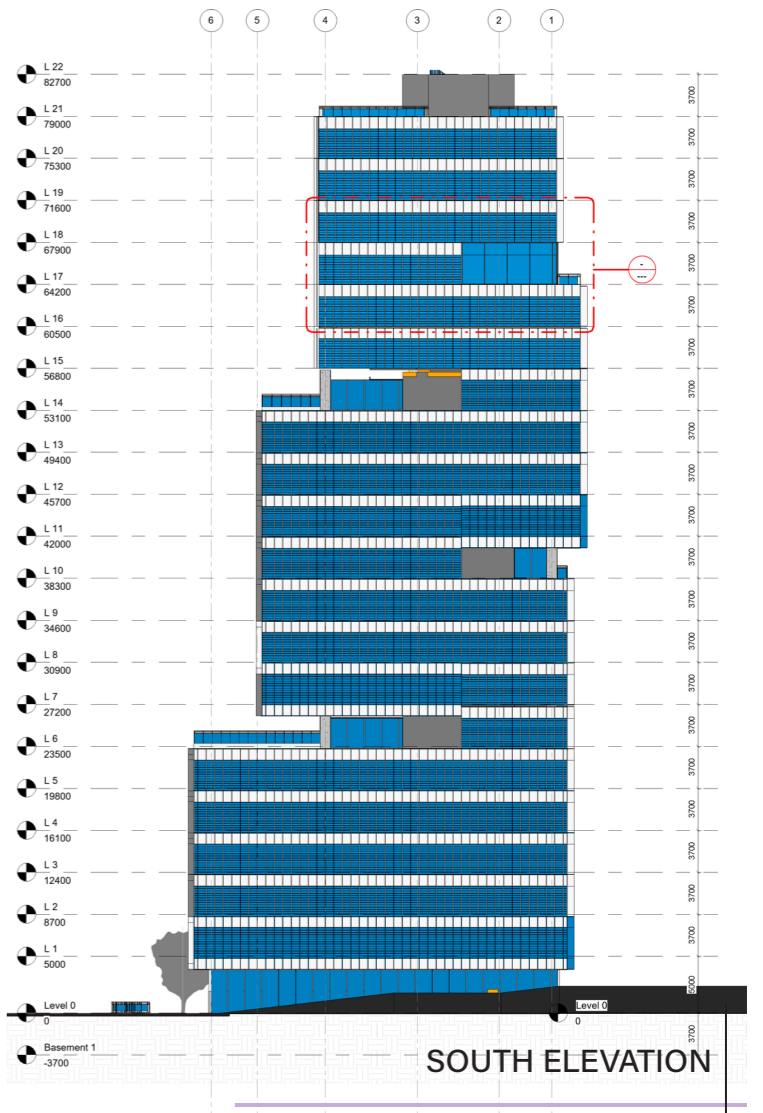 6 5 4 3 2 1
L 22
82700
3700
L 21
79000
3700
L 20
75300
3700
L 19
71600
3700
L 18
67900
-
---
3700
L 17
64200
3700
L 16
60500
3700
L 15
56800
3700
L 14
53100
3700
L 13
49400
3700
L 12
45700
3700
L 11
42000
3700
L 10
38300
3700
L 9
34600
3700
L 8
30900
3700
L 7
27200
3700
L 6
23500
3700
L 5
19800
3700
L 4
16100
3700
L 3
12400
3700
L 2
8700
3700
L 1
5000
5000
Level 0
0
Level 0
0
3700
Basement 1
-3700
SOUTH ELEVATION